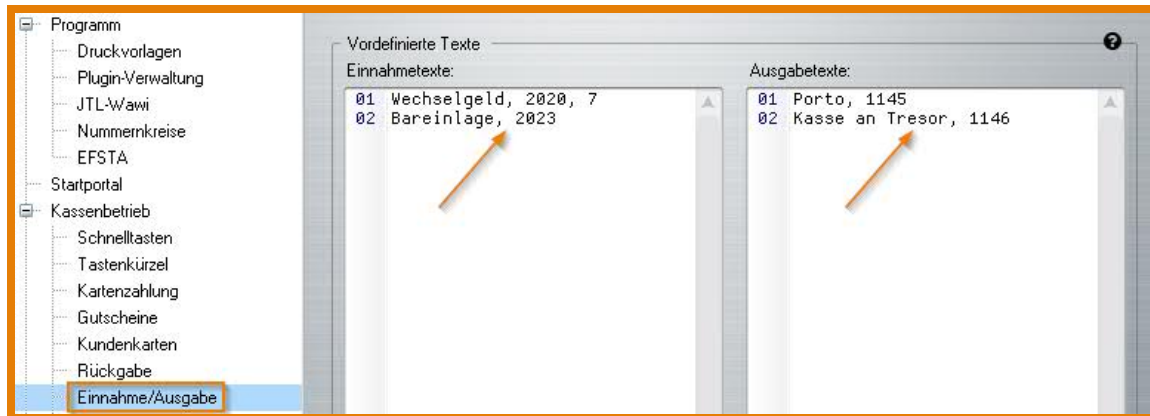 Programm
Druckvorlagen
Plugin-Verwaltung
JTL-Wawi
Nummernkreise
EFSTA
Startportal
Kassenbetrieb
Schnelltasten
Tastenkürzel
Kartenzahlung
Gutscheine
Kundenkarten
Rückgabe
Einnahme/Ausgabe
Vordefinierte Texte
?
Einnahmetexte:
01 Wechselgeld, 2020, 7
02 Bareinlage, 2023
Ausgabetexte:
01 Porto, 1145
02 Kasse an Tresor, 1146